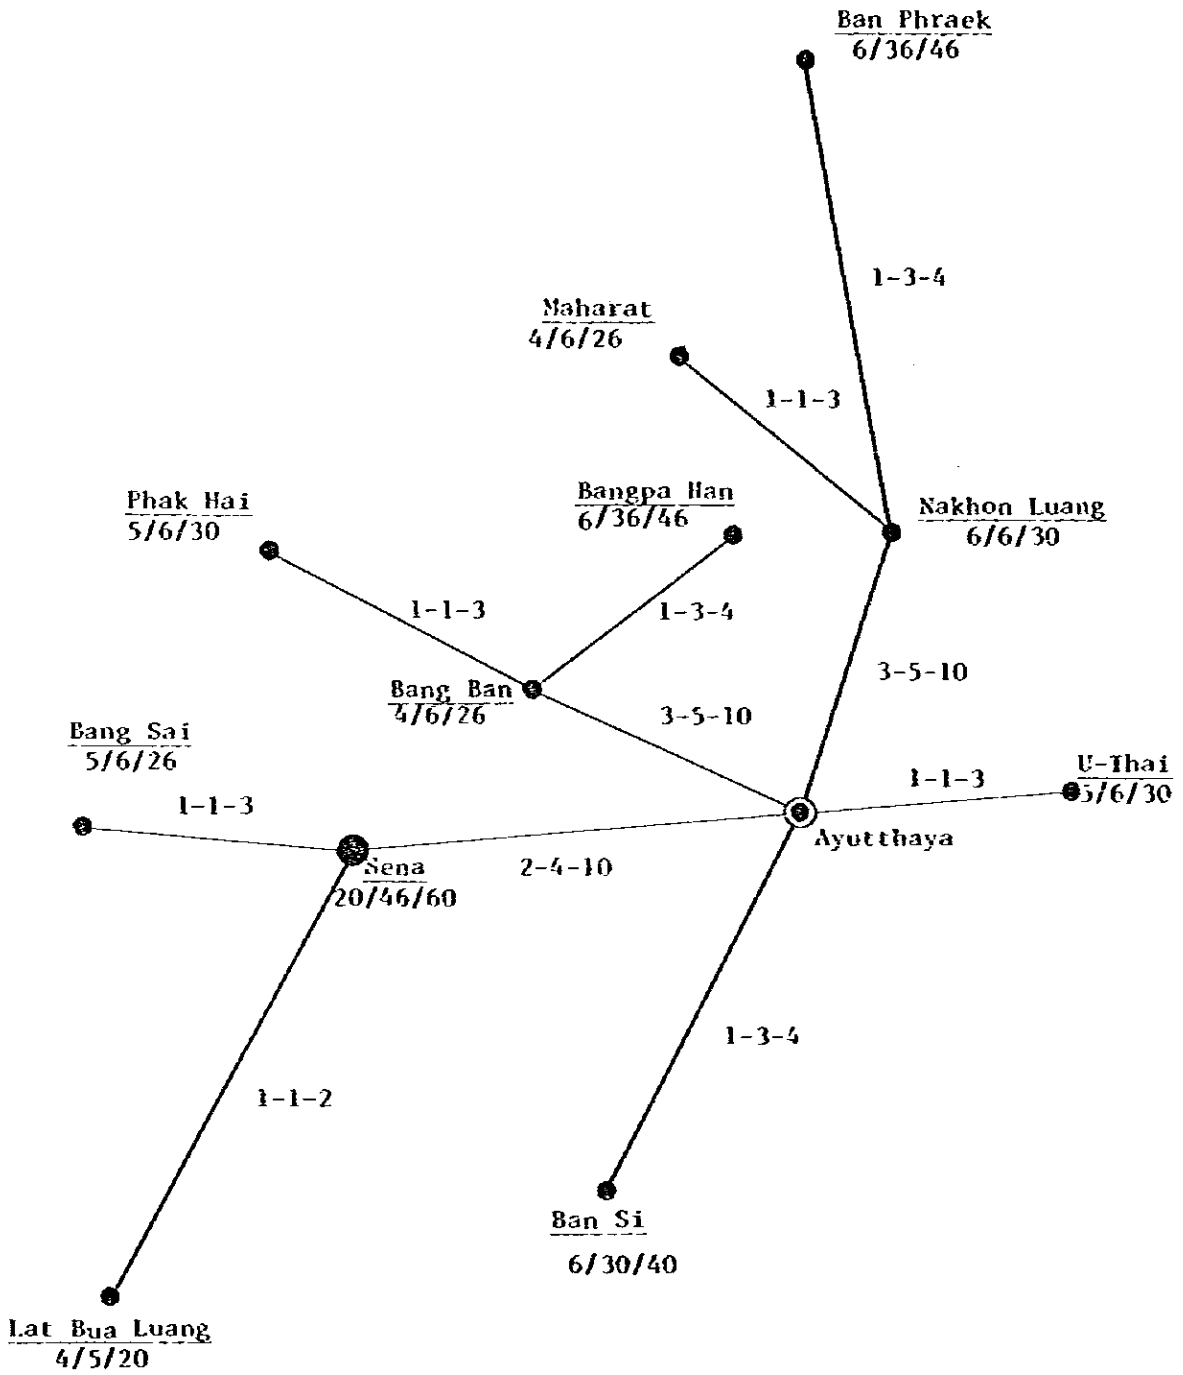 Ban Phraek
6/36/46
1-3-4
Maharat
4/6/26
1-1-3
Phak Hai
5/6/30
Bangpa Han
6/36/46
Nakhon Luang
6/6/30
1-1-3
1-3-4
3-5-10
Bang Ban
4/6/26
3-5-10
Bang Sai
5/6/26
1-1-3
U-Thai
5/6/30
1-1-3
Ayutthaya
Sena
20/46/60
2-4-10
1-3-4
1-1-2
Ban Si
6/30/40
Lat Bua Luang
4/5/20